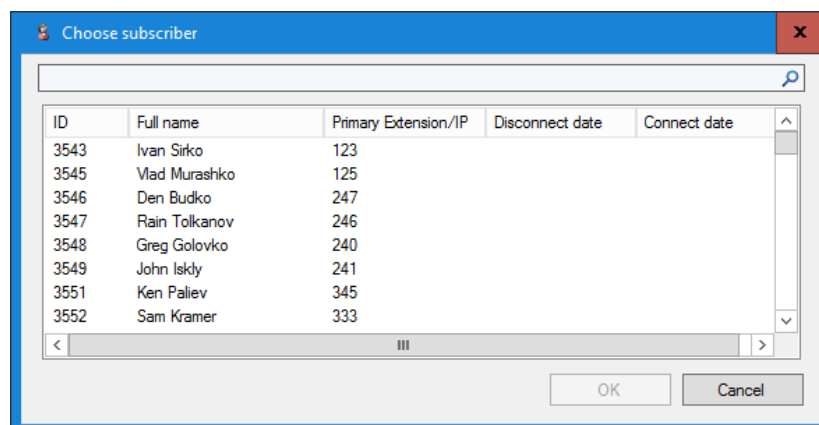 Choose subscriber
ID Full name Primary Extension/IP Disconnect date Connect date
3543 Ivan Sirko 123
3545 Vlad Murashko 125
3546 Den Budko 247
3547 Rain Tolkanov 246
3548 Greg Golovko 240
3549 John Iskly 241
3551 Ken Paliev 345
3552 Sam Kramer 333
OK Cancel